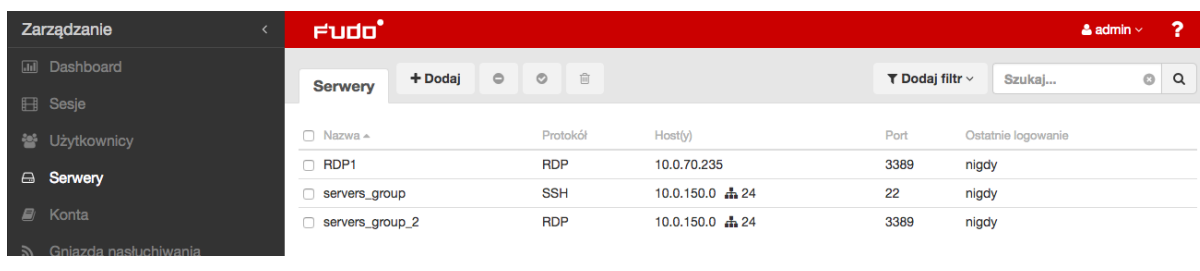 Zarządzanie
FUDO
admin
?
Dashboard
Sesje
Użytkownicy
Serwery
Konta
Gniazda nasłuchiwania
Serwery
+ Dodaj
Dodaj filtr
Szukaj...
Nazwa Protokół Host(y) Port Ostatnie logowanie
RDP1 RDP 10.0.70.235 3389 nigdy
servers_group SSH 10.0.150.0 24 22 nigdy
servers_group_2 RDP 10.0.150.0 24 3389 nigdy